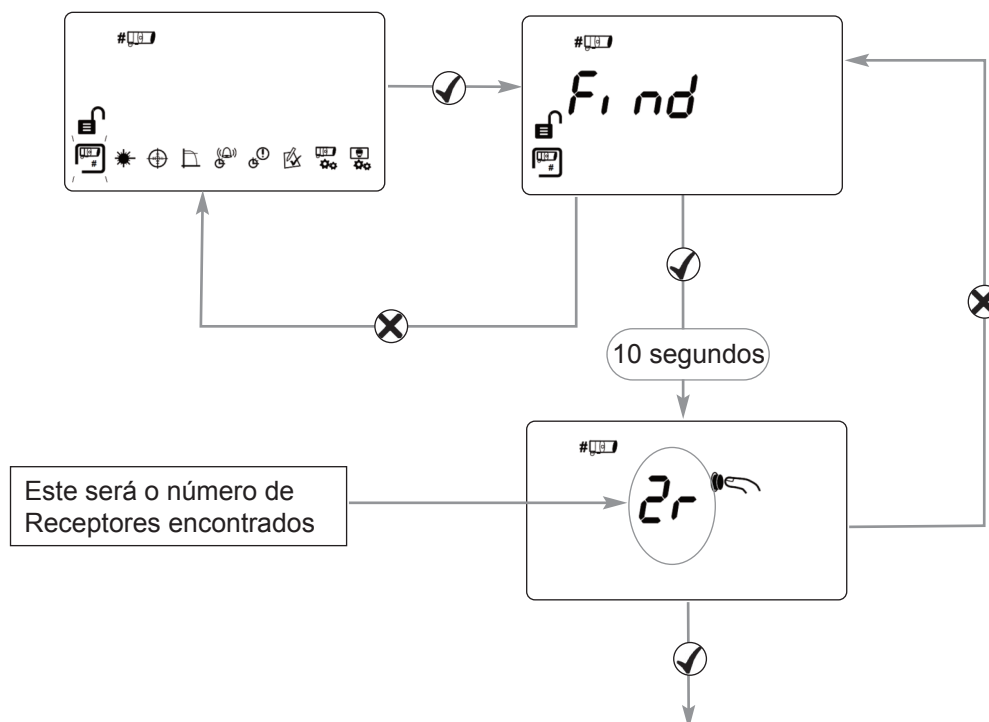 #
#
Find
#
#
10 segundos
#
2r
Este será o número de
Receptores encontrados